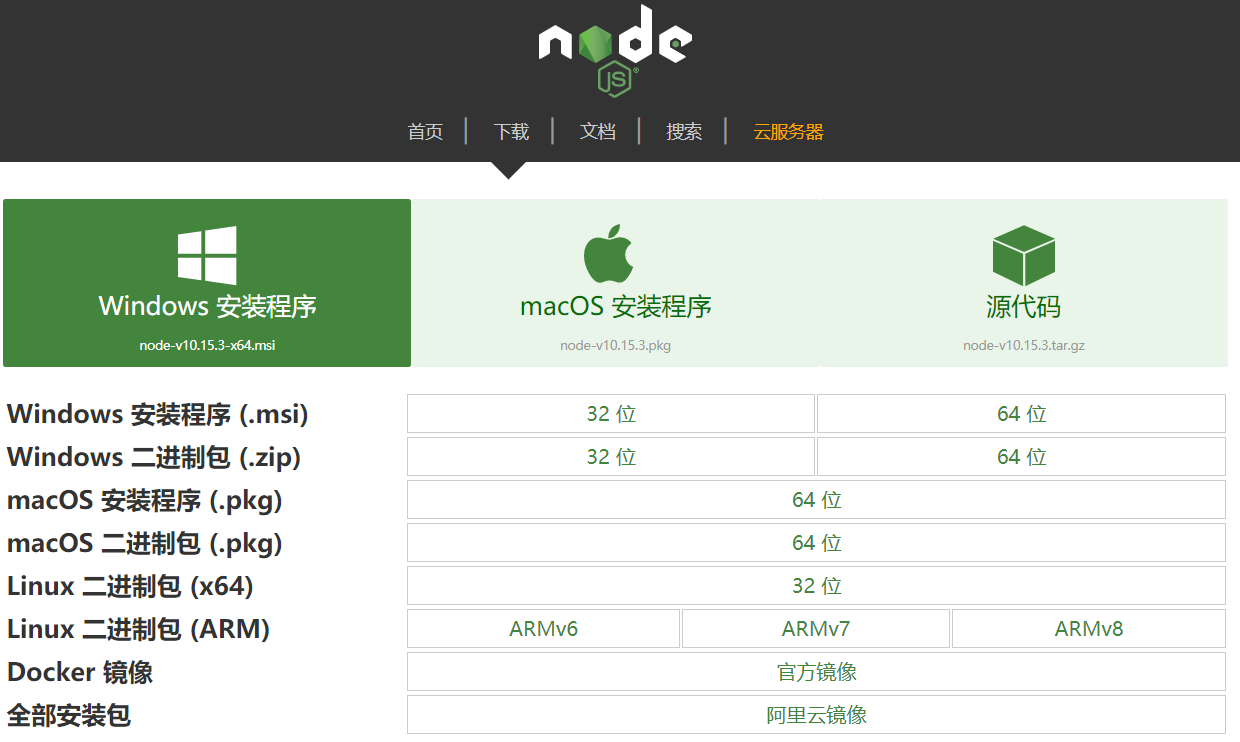 node
JS
首页 | 下载 | 文档 | 搜索 | 云服务器
Windows 安装程序
node-v10.15.3-x64.msi
macOS 安装程序
node-v10.15.3.pkg
源代码
node-v10.15.3.tar.gz
Windows 安装程序 (.msi) 32 位 64 位
Windows 二进制包 (.zip) 32 位 64 位
macOS 安装程序 (.pkg) 64 位
macOS 二进制包 (.pkg) 64 位
Linux 二进制包 (x64) 32 位
Linux 二进制包 (ARM) ARMv6 ARMv7 ARMv8
Docker 镜像 官方镜像
全部安装包 阿里云镜像